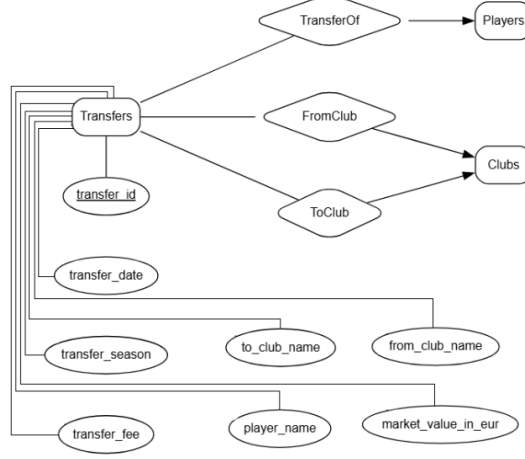 TransferOf
Players
Transfers
FromClub
Clubs
transfer_id
ToClub
transfer_date
transfer_season
to_club_name
from_club_name
transfer_fee
player_name
market_value_in_eur